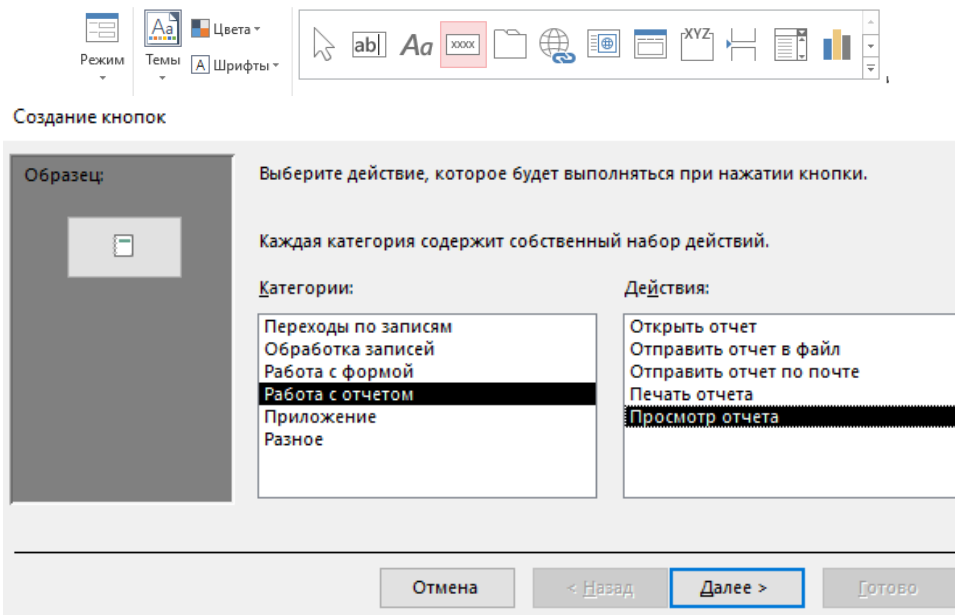 Режим
Темы
Цвета
Шрифты
Aa
ab
Aa
xxxx
XYZ
Создание кнопок
Образец:
Выберите действие, которое будет выполняться при нажатии кнопки.
Каждая категория содержит собственный набор действий.
Категории:
Переходы по записям
Обработка записей
Работа с формой
Работа с отчетом
Приложение
Разное
Действия:
Открыть отчет
Отправить отчет в файл
Отправить отчет по почте
Печать отчета
Просмотр отчета
Отмена
< Назад
Далее >
Готово